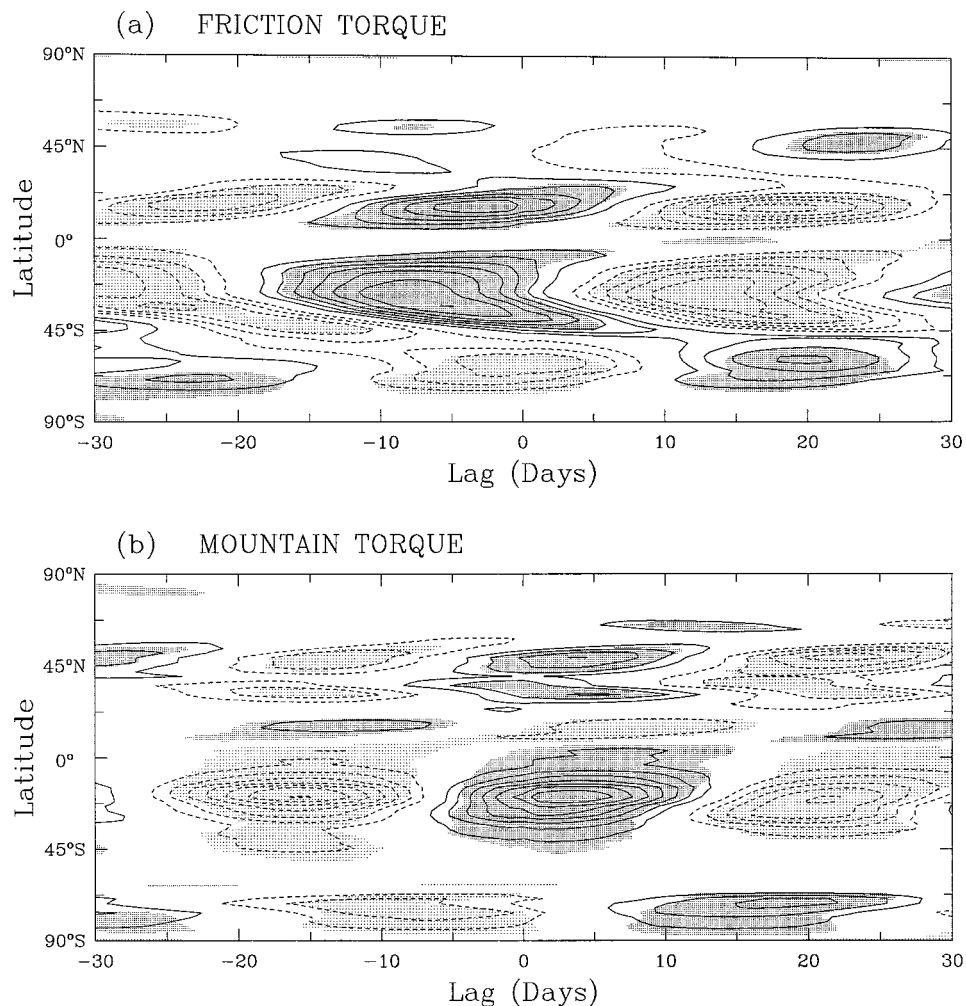 (a) FRICTION TORQUE
90°N
45°N
0°
45°S
90°S
Latitude
-30 -20 -10 0 10 20 30
Lag (Days)
(b) MOUNTAIN TORQUE
90°N
45°N
0°
45°S
90°S
Latitude
-30 -20 -10 0 10 20 30
Lag (Days)